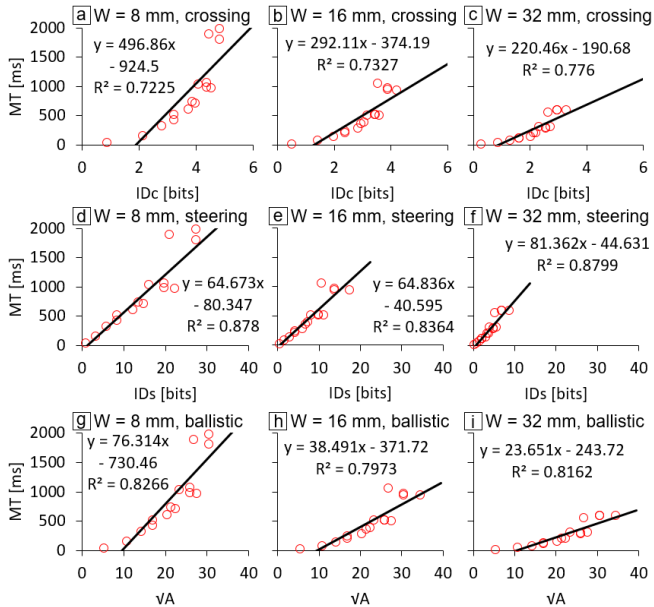 a W = 8 mm, crossing
b W = 16 mm, crossing
c W = 32 mm, crossing
MT [ms]
2000
1500
1000
500
0
y = 496.86x
- 924.5
R² = 0.7225
y = 292.11x - 374.19
R² = 0.7327
y = 220.46x - 190.68
R² = 0.776
0 2 4 6
0 2 4 6
0 2 4 6
IDc [bits]
IDc [bits]
IDc [bits]
d W = 8 mm, steering
e W = 16 mm, steering
f W = 32 mm, steering
MT [ms]
2000
1500
1000
500
0
y = 64.673x
- 80.347
R² = 0.878
y = 64.836x
- 40.595
R² = 0.8364
y = 81.362x - 44.631
R² = 0.8799
0 10 20 30 40
0 10 20 30 40
0 10 20 30 40
IDs [bits]
IDs [bits]
IDs [bits]
g W = 8 mm, ballistic
h W = 16 mm, ballistic
i W = 32 mm, ballistic
MT [ms]
2000
1500
1000
500
0
y = 76.314x
- 730.46
R² = 0.8266
y = 38.491x - 371.72
R² = 0.7973
y = 23.651x - 243.72
R² = 0.8162
0 10 20 30 40
0 10 20 30 40
0 10 20 30 40
√A
√A
√A